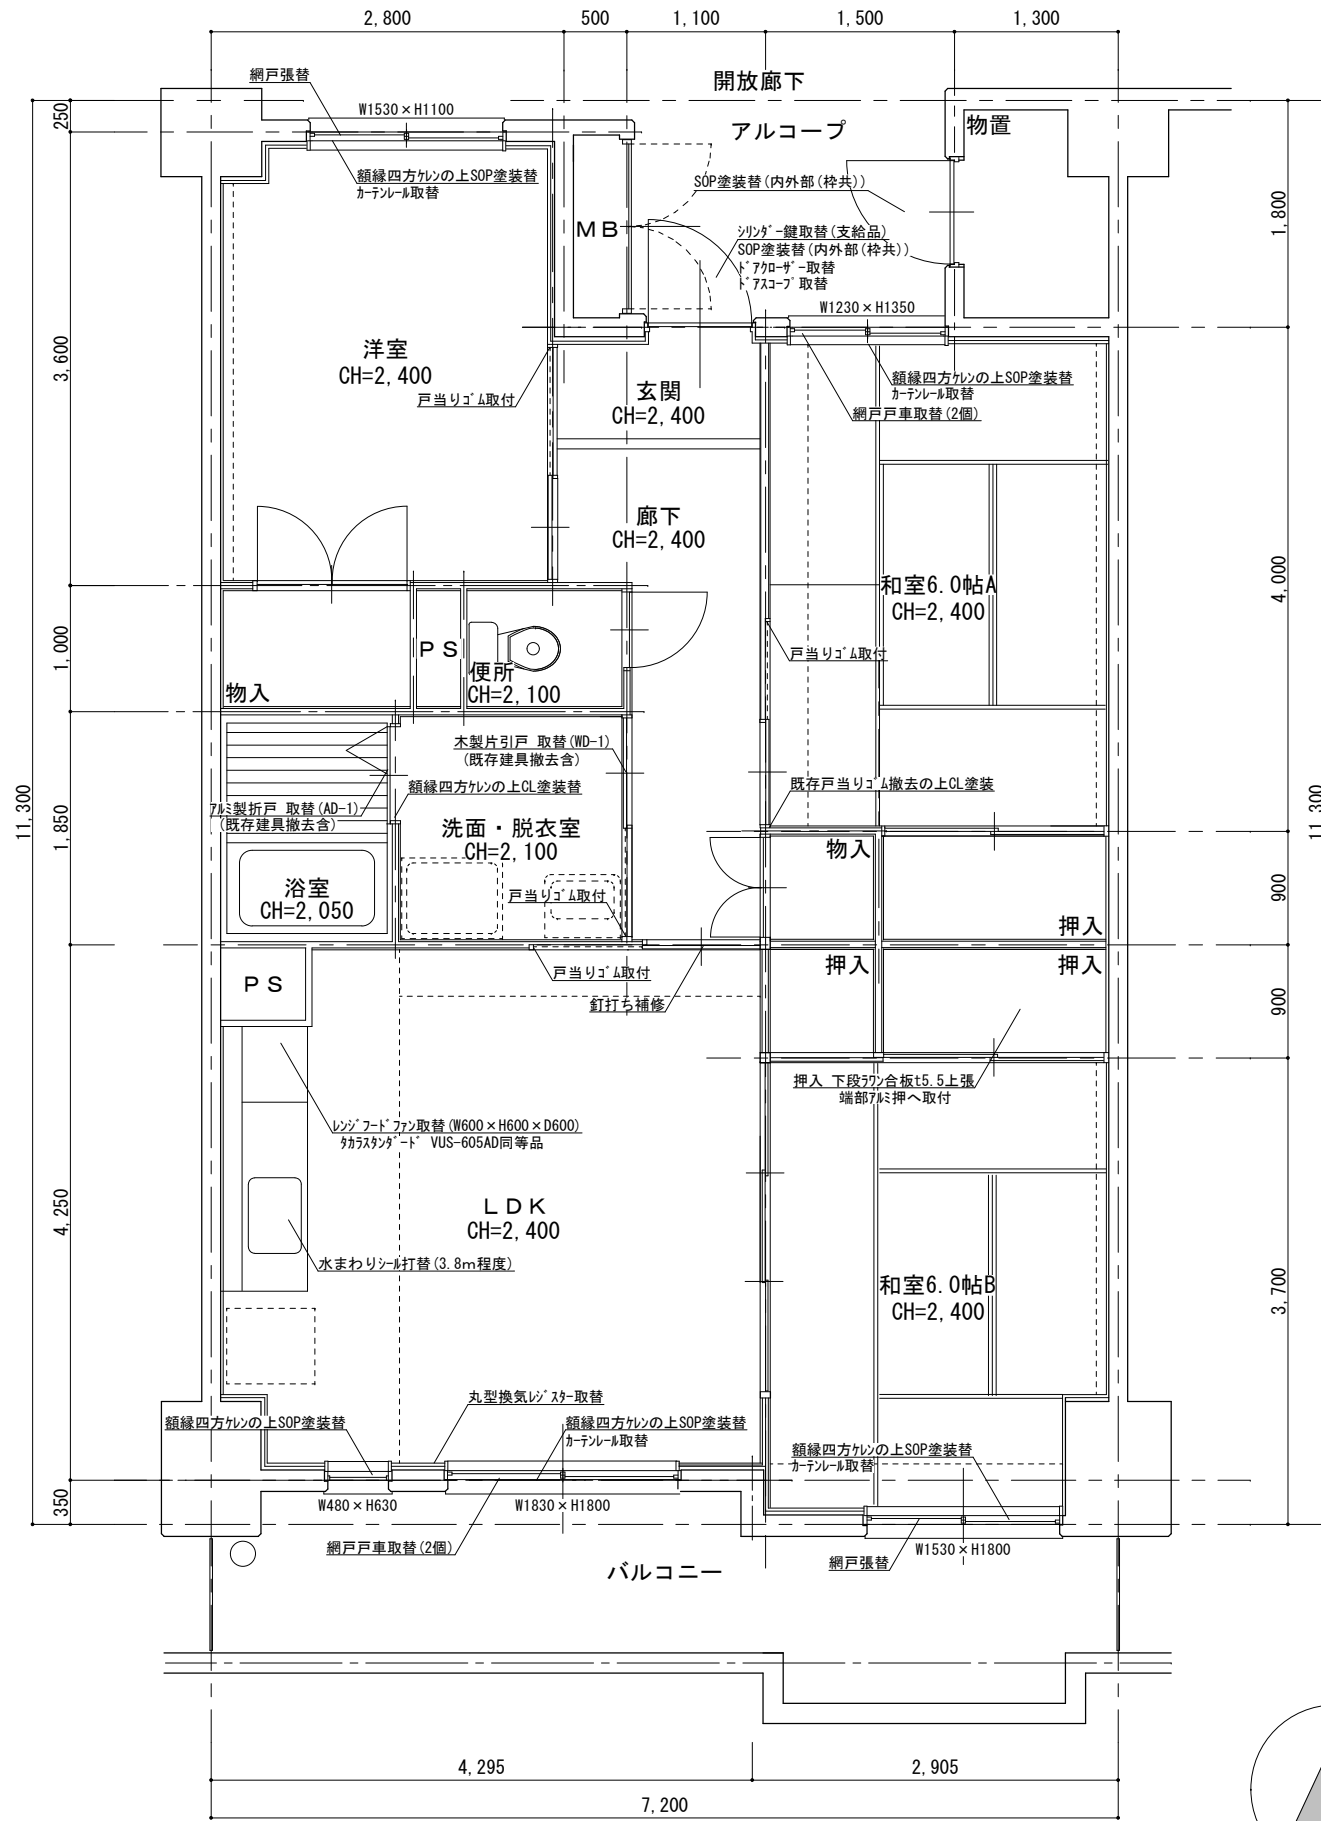 2,800
500
1,100
1,500
1,300
開放廊下
網戸張替
W1530×H1100
アルコーブ
物置
250
額縁四方ｹﾚﾝの上SOP塗装替
ｶｰﾃﾝﾚｰﾙ取替
SOP塗装替(内外部(枠共))
MB
ｼﾘﾝﾀﾞｰ鍵取替(支給品)
SOP塗装替(内外部(枠共))
ﾄﾞｱｸﾛｰｻﾞｰ取替
ﾄﾞｱｽｺｰﾌﾟ取替
1,800
W1230×H1350
3,600
洋室
CH=2,400
戸当りｺﾞﾑ取付
玄関
CH=2,400
額縁四方ｹﾚﾝの上SOP塗装替
ｶｰﾃﾝﾚｰﾙ取替
網戸戸車取替(2個)
廊下
CH=2,400
和室6.0帖A
CH=2,400
4,000
1,000
PS
便所
CH=2,100
物入
戸当りｺﾞﾑ取付
木製片引戸 取替(WD-1)
(既存建具撤去含)
額縁四方ｹﾚﾝの上CL塗装替
既存戸当りｺﾞﾑ撤去の上CL塗装
ｱﾙﾐ製折戸 取替(AD-1)
(既存建具撤去含)
11,300
1,850
11,300
洗面・脱衣室
CH=2,100
物入
浴室
CH=2,050
戸当りｺﾞﾑ取付
900
押入
PS
戸当りｺﾞﾑ取付
釘打ち補修
押入
押入
900
押入 下段ﾗﾜﾝ合板t5.5上張
端部ｱﾙﾐ押へ取付
ﾚﾝｼﾞﾌｰﾄﾞﾌｧﾝ取替(W600×H600×D600)
ﾀｶﾗｽﾀﾝﾀﾞｰﾄﾞ VUS-605AD同等品
4,250
LDK
CH=2,400
水まわりｼｰﾙ打替(3.8m程度)
和室6.0帖B
CH=2,400
3,700
丸型換気ﾚｼﾞｽﾀｰ取替
額縁四方ｹﾚﾝの上SOP塗装替
額縁四方ｹﾚﾝの上SOP塗装替
ｶｰﾃﾝﾚｰﾙ取替
額縁四方ｹﾚﾝの上SOP塗装替
ｶｰﾃﾝﾚｰﾙ取替
350
W480×H630
W1830×H1800
網戸戸車取替(2個)
W1530×H1800
網戸張替
バルコニー
4,295
2,905
7,200